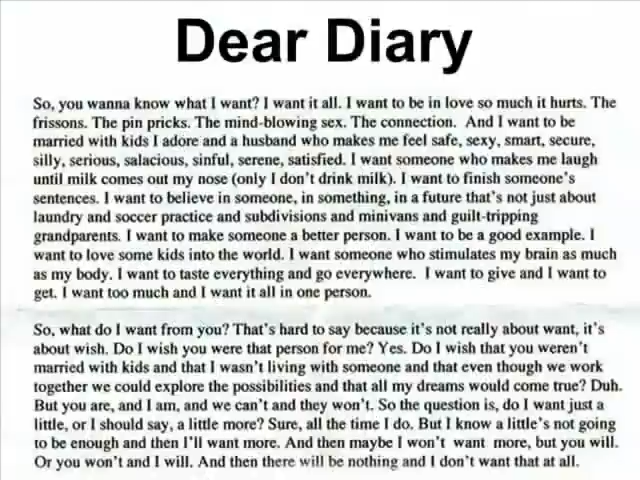 Dear Diary
So, you wanna know what I want? I want it all. I want to be in love so much it hurts. The
frissons. The pin pricks. The mind-blowing sex. The connection. And I want to be
married with kids I adore and a husband who makes me feel safe, sexy, smart, secure,
silly, serious, salacious, sinful, serene, satisfied. I want someone who makes me laugh
until milk comes out my nose (only I don't drink milk). I want to finish someone's
sentences. I want to believe in someone, in something, in a future that's not just about
laundry and soccer practice and subdivisions and minivans and guilt-tripping
grandparents. I want to make someone a better person. I want to be a good example. I
want to love some kids into the world. I want someone who stimulates my brain as much
as my body. I want to taste everything and go everywhere. I want to give and I want to
get. I want too much and I want it all in one person.
So, what do I want from you? That's hard to say because it's not really about want, it's
about wish. Do I wish you were that person for me? Yes. Do I wish that you weren't
married with kids and that I wasn't living with someone and that even though we work
together we could explore the possibilities and that all my dreams would come true? Duh.
But you are, and I am, and we can't and they won't. So the question is, do I want just a
little, or I should say, a little more? Sure, all the time I do. But I know a little's not going
to be enough and then I'll want more. And then maybe I won't want more, but you will.
Or you won't and I will. And then there will be nothing and I don't want that at all.